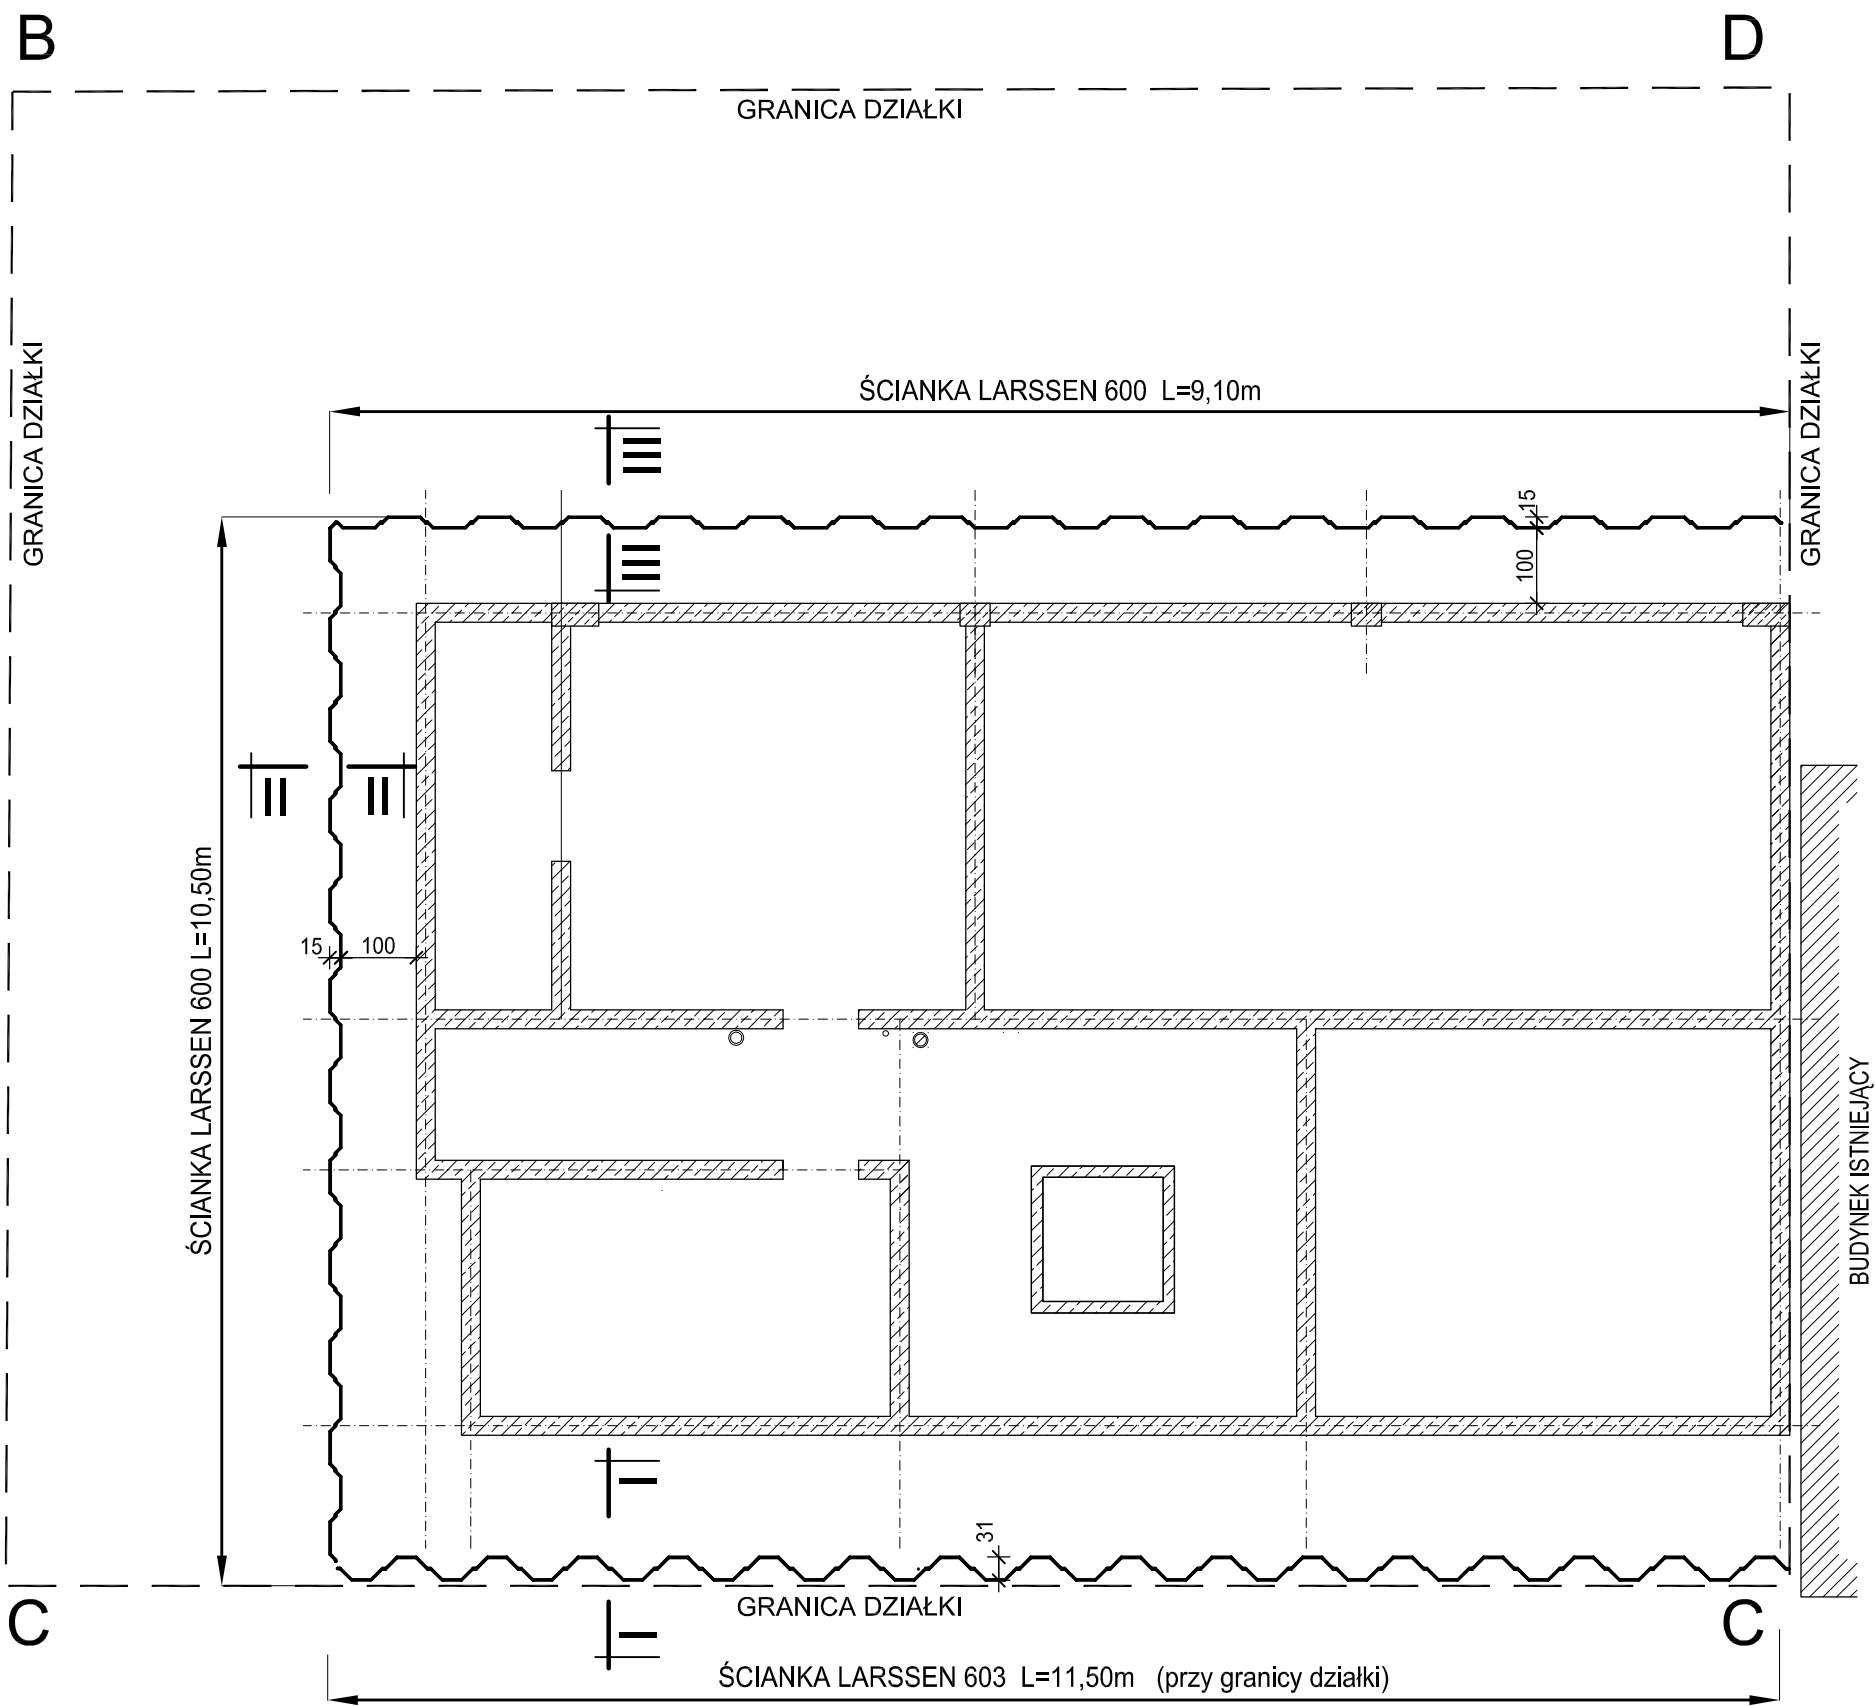 B
D
GRANICA DZIAŁKI
GRANICA DZIAŁKI
GRANICA DZIAŁKI
ŚCIANKA LARSSEN 600 L=9,10m
III
15
III
100
II
II
ŚCIANKA LARSSEN 600 L=10,50m
15
100
BUDYNEK ISTNIEJĄCY
I
31
C
GRANICA DZIAŁKI
C
I
ŚCIANKA LARSSEN 603 L=11,50m (przy granicy działki)